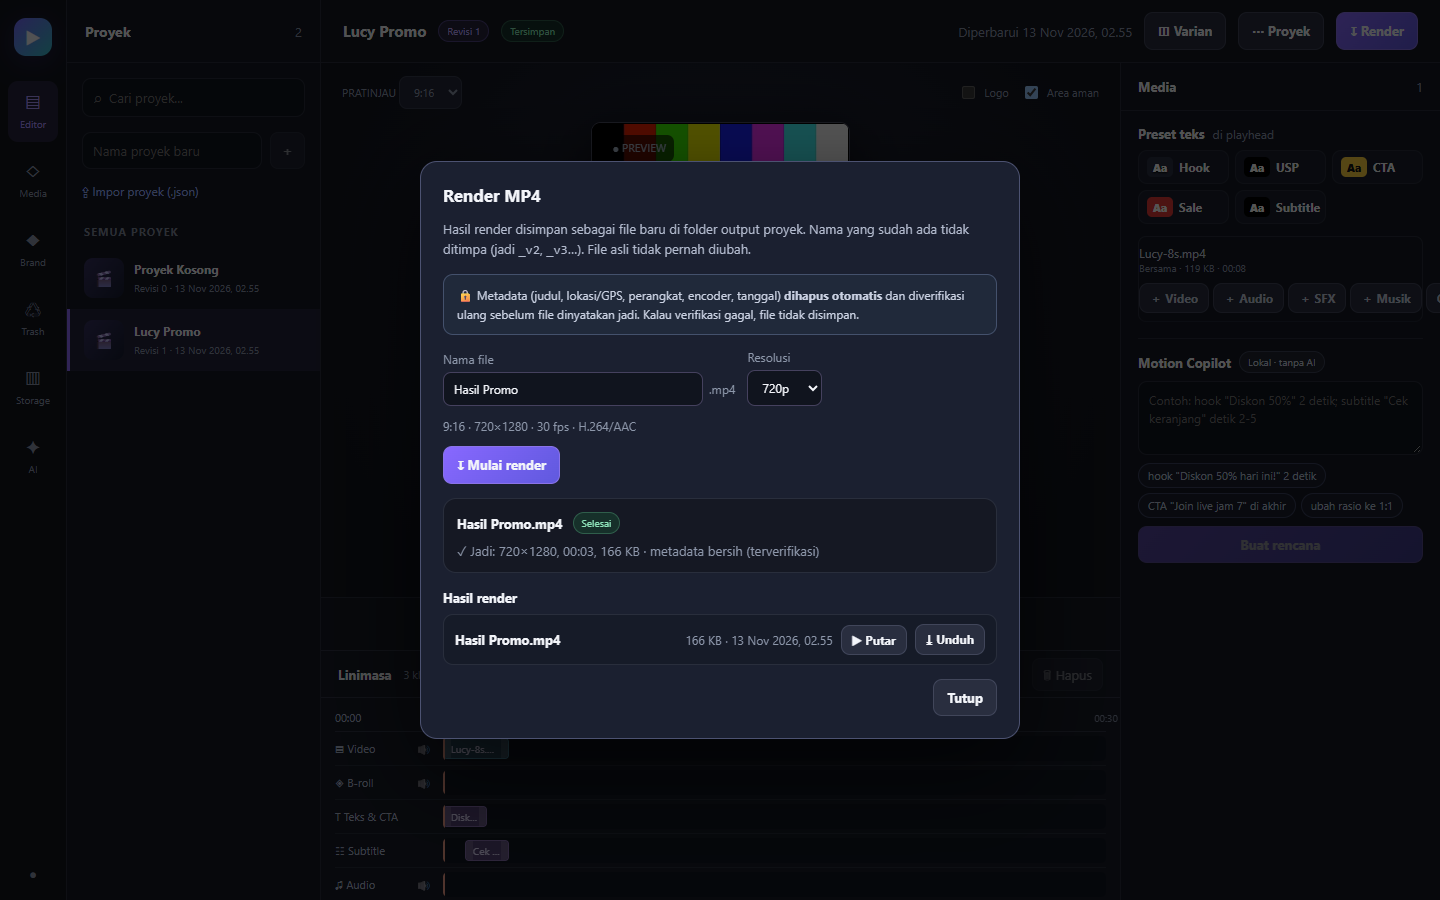 Editor
Media
Brand
Trash
Storage
AI
Proyek
2
Cari proyek...
Nama proyek baru
+
Impor proyek (.json)
SEMUA PROYEK
Proyek Kosong
Revisi 0 · 13 Nov 2026, 02.55
Lucy Promo
Revisi 1 · 13 Nov 2026, 02.55
Lucy Promo
Revisi 1
Tersimpan
Diperbarui 13 Nov 2026, 02.55
Varian
Proyek
Render
PRATINJAU
9:16
Logo
Area aman
● PREVIEW
Render MP4
Hasil render disimpan sebagai file baru di folder output proyek. Nama yang sudah ada tidak
ditimpa (jadi _v2, _v3…). File asli tidak pernah diubah.
Metadata (judul, lokasi/GPS, perangkat, encoder, tanggal) dihapus otomatis dan diverifikasi
ulang sebelum file dinyatakan jadi. Kalau verifikasi gagal, file tidak disimpan.
Nama file
Resolusi
Hasil Promo
.mp4
720p
9:16 · 720×1280 · 30 fps · H.264/AAC
Mulai render
Hasil Promo.mp4
Selesai
✓ Jadi: 720×1280, 00:03, 166 KB · metadata bersih (terverifikasi)
Hasil render
Hasil Promo.mp4
166 KB · 13 Nov 2026, 02.55
▶ Putar
Unduh
Tutup
Linimasa
Hapus
00:00
00:30
Video
Lucy-8s....
B-roll
T Teks & CTA
Disk...
Subtitle
Cek ...
Audio
Media
1
Preset teks
di playhead
Aa Hook
Aa USP
Aa CTA
Aa Sale
Aa Subtitle
Lucy-8s.mp4
Bersama · 119 KB · 00:08
+ Video
+ Audio
+ SFX
+ Musik
Motion Copilot
Lokal · tanpa AI
Contoh: hook "Diskon 50%" 2 detik; subtitle "Cek
keranjang" detik 2-5
hook "Diskon 50% hari ini!" 2 detik
CTA "Join live jam 7" di akhir
ubah rasio ke 1:1
Buat rencana